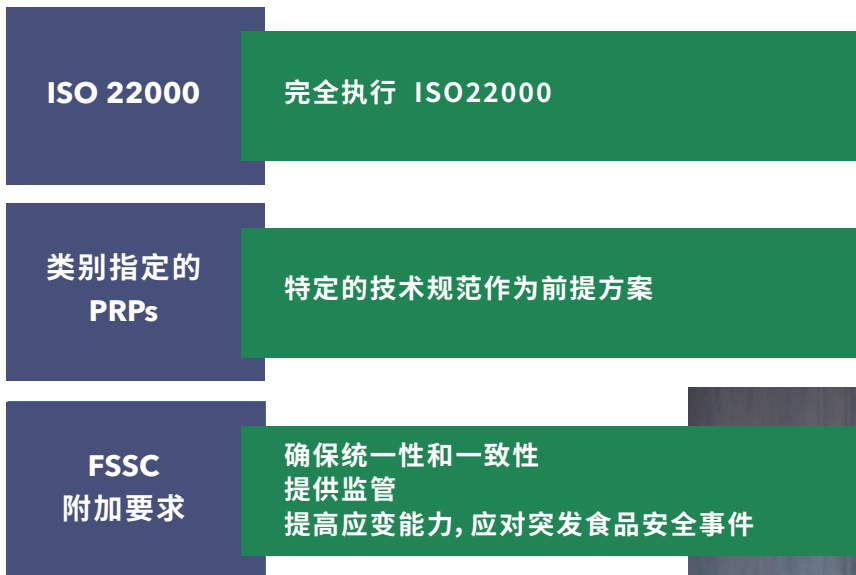 ISO 22000
完全执行 ISO22000
类别指定的
PRPs
特定的技术规范作为前提方案
FSSC
附加要求
确保统一性和一致性
提供监管
提高应变能力,应对突发食品安全事件